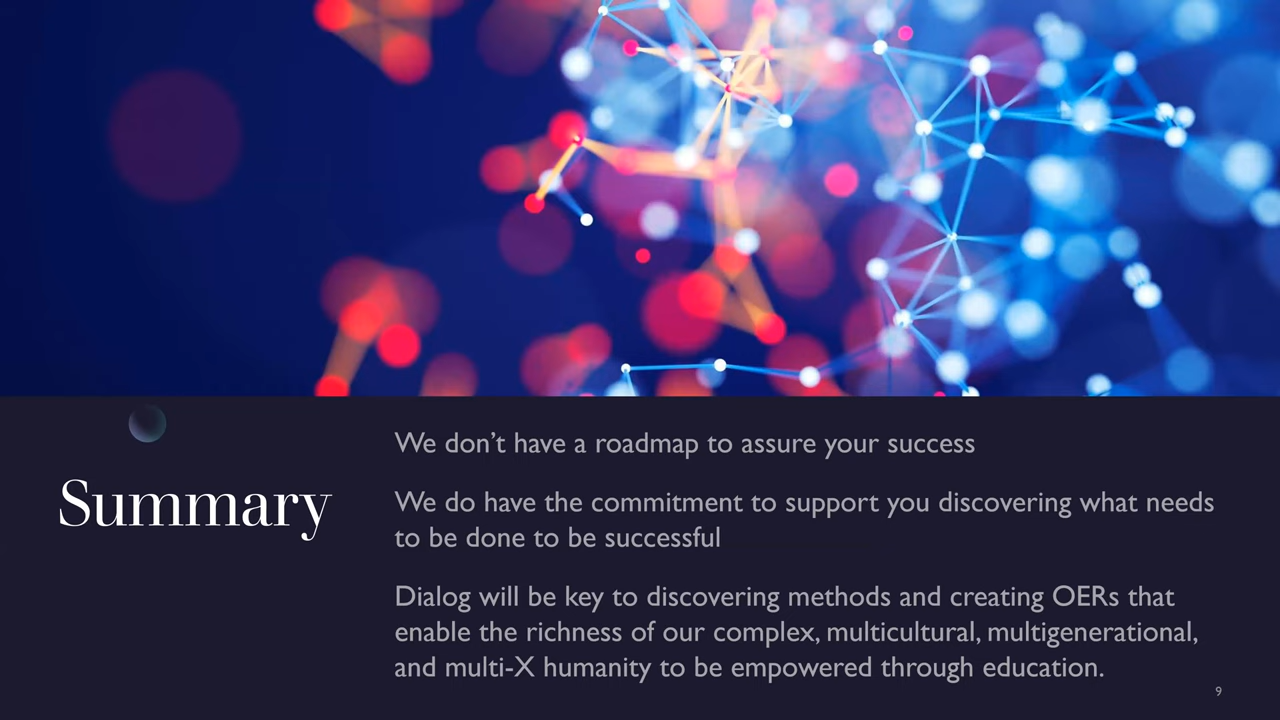 Summary
We don’t have a roadmap to assure your success
We do have the commitment to support you discovering what needs
to be done to be successful
Dialog will be key to discovering methods and creating OERs that
enable the richness of our complex, multicultural, multigenerational,
and multi-X humanity to be empowered through education.
9